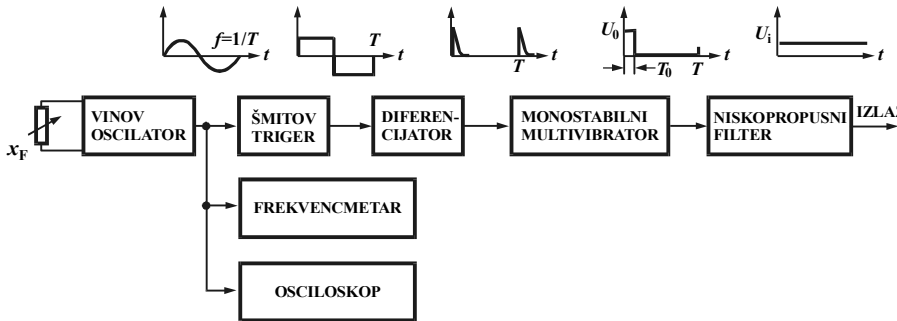 f=1/T
t
T
t
T
t
U0
T0
T
t
Ui
t
xF
VINOV
OSCILATOR
ŠMITOV
TRIGER
DIFEREN-
CIJATOR
MONOSTABILNI
MULTIVIBRATOR
NISKOPROPUSNI
FILTER
IZLAZ
FREKVENCMETAR
OSCILOSKOP